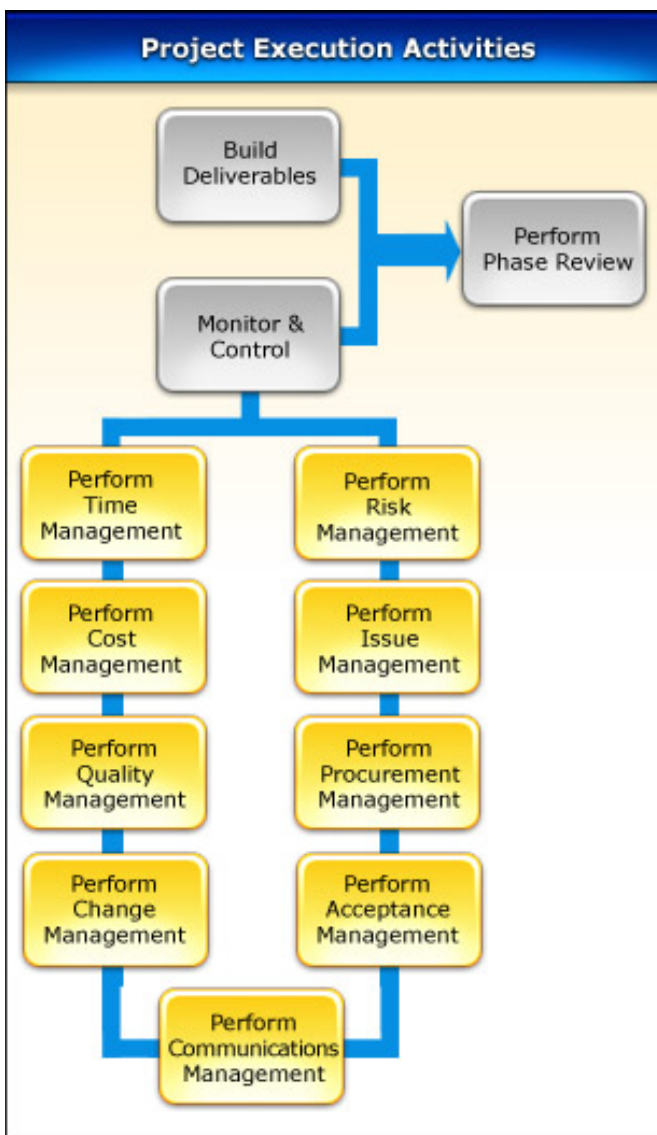 Project Execution Activities
Build
Deliverables
Perform
Phase Review
Monitor &
Control
Perform
Time
Management
Perform
Risk
Management
Perform
Cost
Management
Perform
Issue
Management
Perform
Quality
Management
Perform
Procurement
Management
Perform
Change
Management
Perform
Acceptance
Management
Perform
Communications
Management